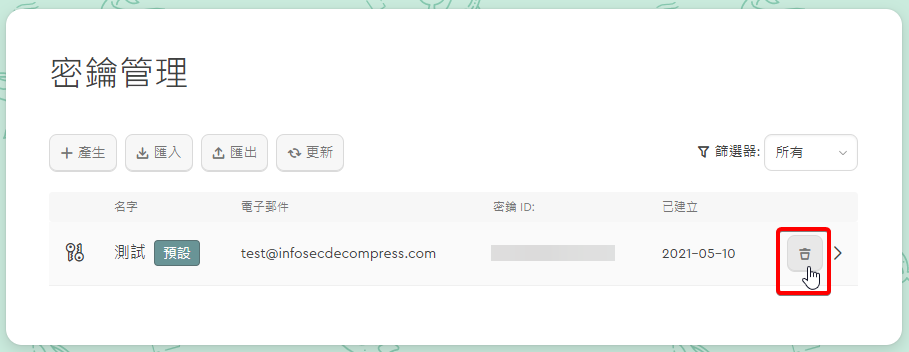 密鑰管理
產生 匯入 匯出 更新 篩選器: 所有
名字 電子郵件 密鑰 ID: 已建立
測試 預設 test@infosecdecompress.com 2021-05-10